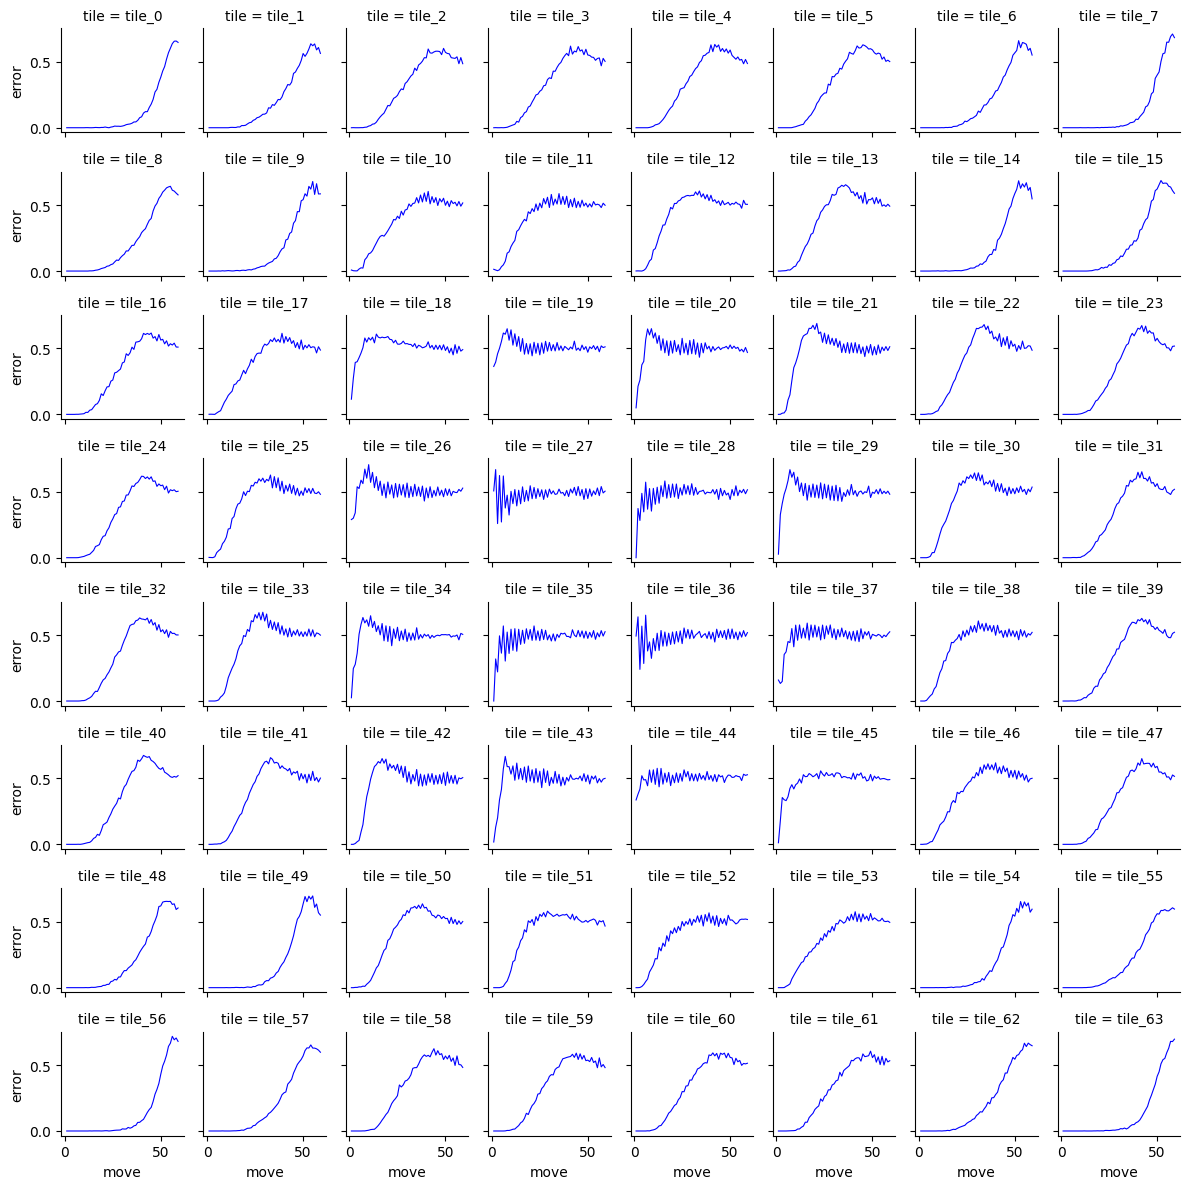 tile = tile_0 tile = tile_1 tile = tile_2 tile = tile_3 tile = tile_4 tile = tile_5 tile = tile_6 tile = tile_7
0.5
error
0.0
tile = tile_8 tile = tile_9 tile = tile_10 tile = tile_11 tile = tile_12 tile = tile_13 tile = tile_14 tile = tile_15
0.5
error
0.0
tile = tile_16 tile = tile_17 tile = tile_18 tile = tile_19 tile = tile_20 tile = tile_21 tile = tile_22 tile = tile_23
0.5
error
0.0
tile = tile_24 tile = tile_25 tile = tile_26 tile = tile_27 tile = tile_28 tile = tile_29 tile = tile_30 tile = tile_31
0.5
error
0.0
tile = tile_32 tile = tile_33 tile = tile_34 tile = tile_35 tile = tile_36 tile = tile_37 tile = tile_38 tile = tile_39
0.5
error
0.0
tile = tile_40 tile = tile_41 tile = tile_42 tile = tile_43 tile = tile_44 tile = tile_45 tile = tile_46 tile = tile_47
0.5
error
0.0
tile = tile_48 tile = tile_49 tile = tile_50 tile = tile_51 tile = tile_52 tile = tile_53 tile = tile_54 tile = tile_55
0.5
error
0.0
tile = tile_56 tile = tile_57 tile = tile_58 tile = tile_59 tile = tile_60 tile = tile_61 tile = tile_62 tile = tile_63
0.5
error
0.0
0 50 0 50 0 50 0 50 0 50 0 50 0 50 0 50
move move move move move move move move